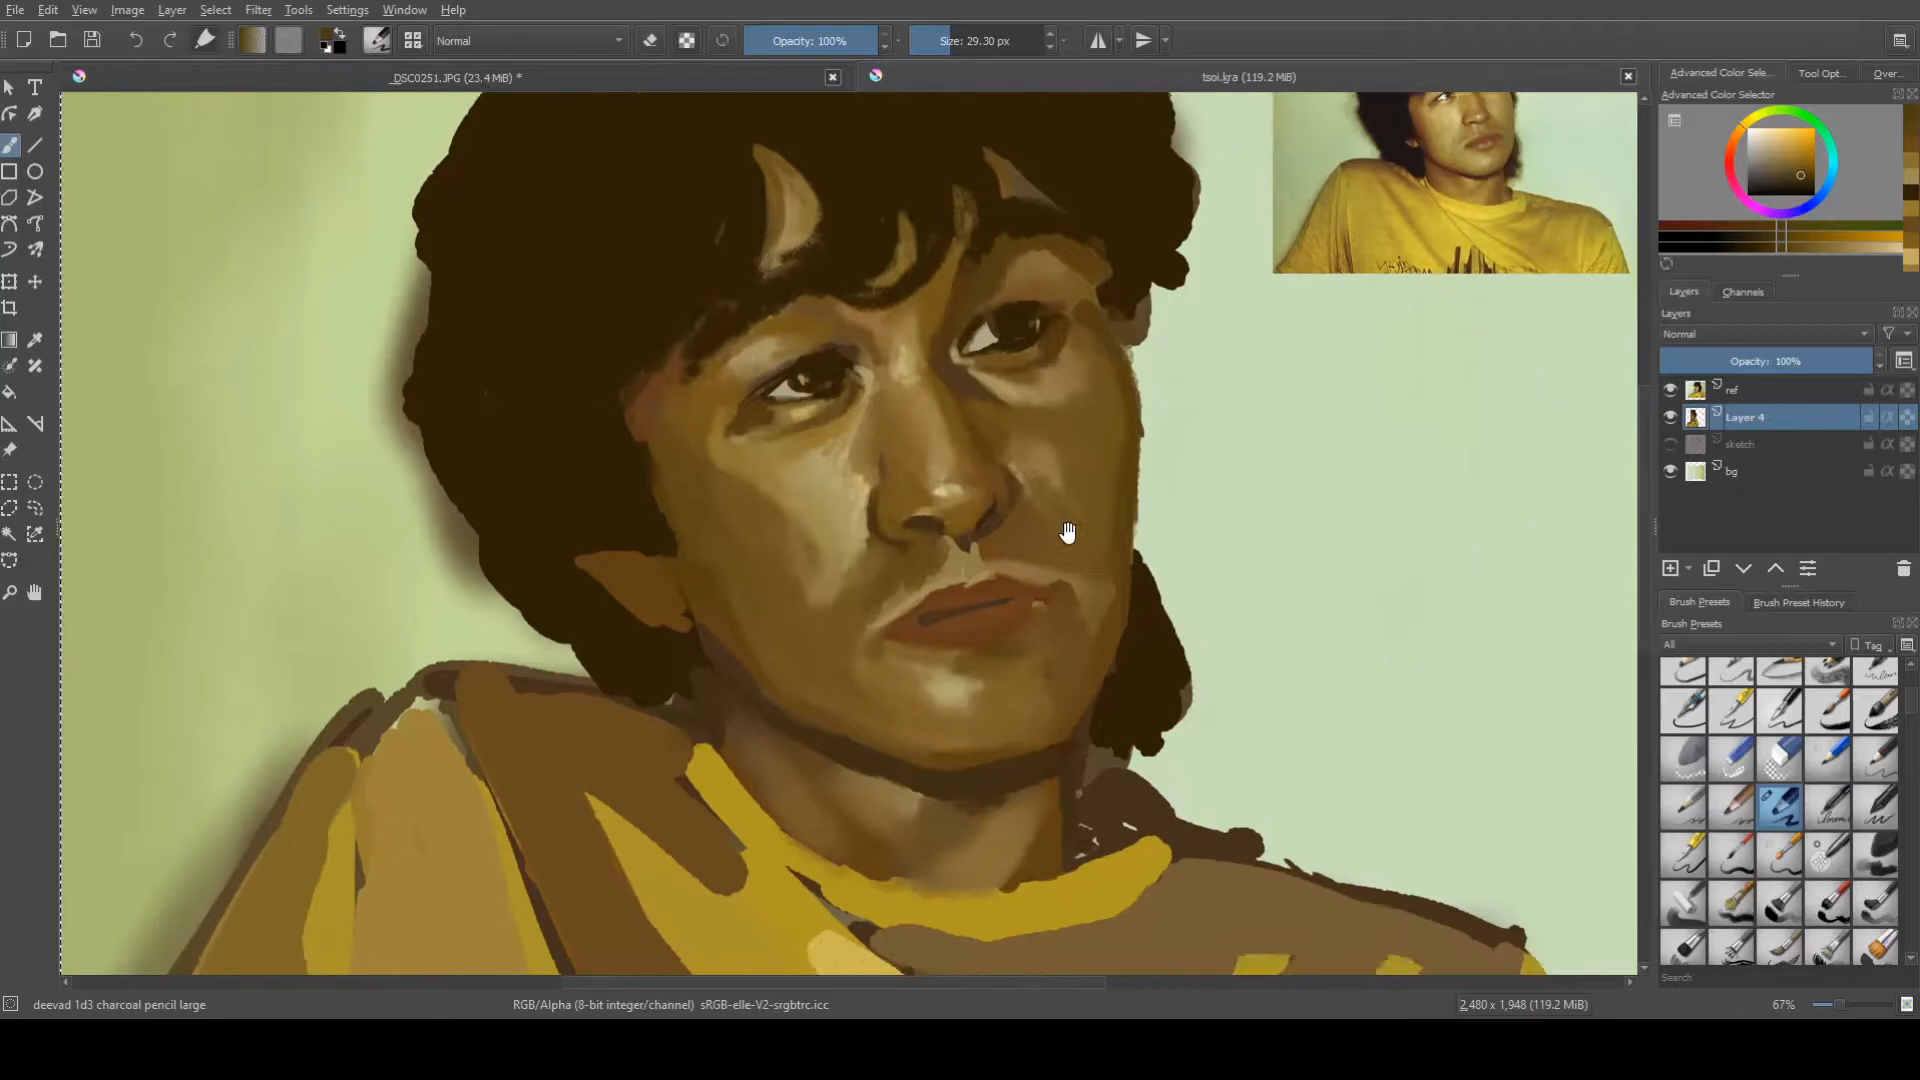 File Edit View Image Layer Select Filter Tools Settings Window Help
Normal
Opacity: 100%
Size: 29.30 px
_DSC0251.JPG (23.4 MiB) *
tsoi.kra (119.2 MiB)
Advanced Color Sele...
Tool Opt...
Over...
Advanced Color Selector
Layers
Channels
Layers
Normal
Opacity: 100%
ref
Layer 4
sketch
bg
Brush Presets
Brush Preset History
Brush Presets
All
Tag
Search
deevad 1d3 charcoal pencil large
RGB/Alpha (8-bit integer/channel) sRGB-elle-V2-srgbtrc.icc
2,480 x 1,948 (119.2 MiB)
67%